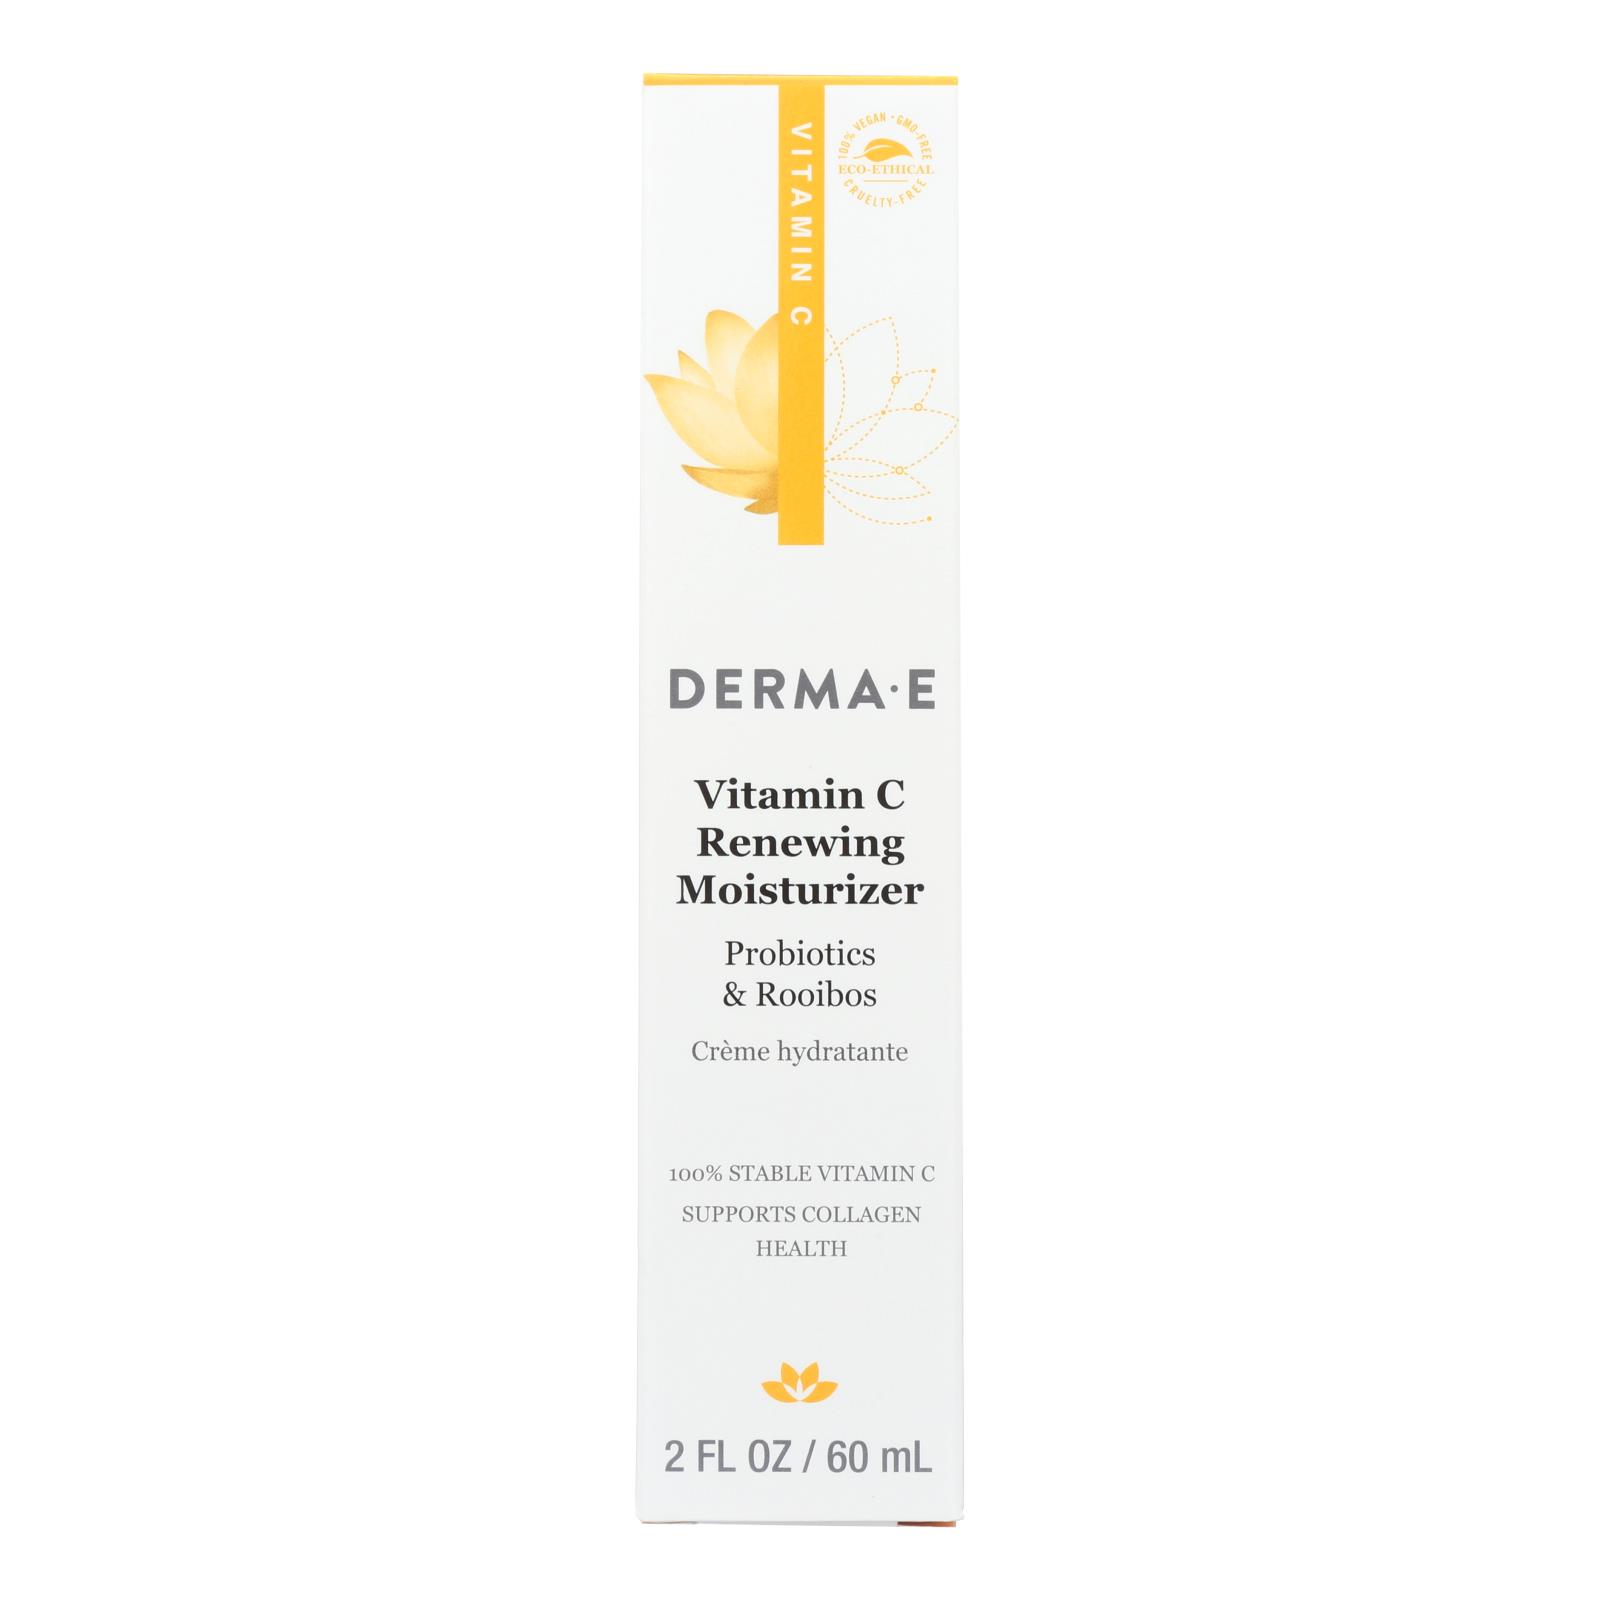 VITAMIN C
100% VEGAN • GMO-FREE
ECO-ETHICAL
CRUELTY-FREE
DERMA•E
Vitamin C
Renewing
Moisturizer
Probiotics
& Rooibos
Crème hydratante
100% STABLE VITAMIN C
SUPPORTS COLLAGEN
HEALTH
2 FL OZ / 60 mL